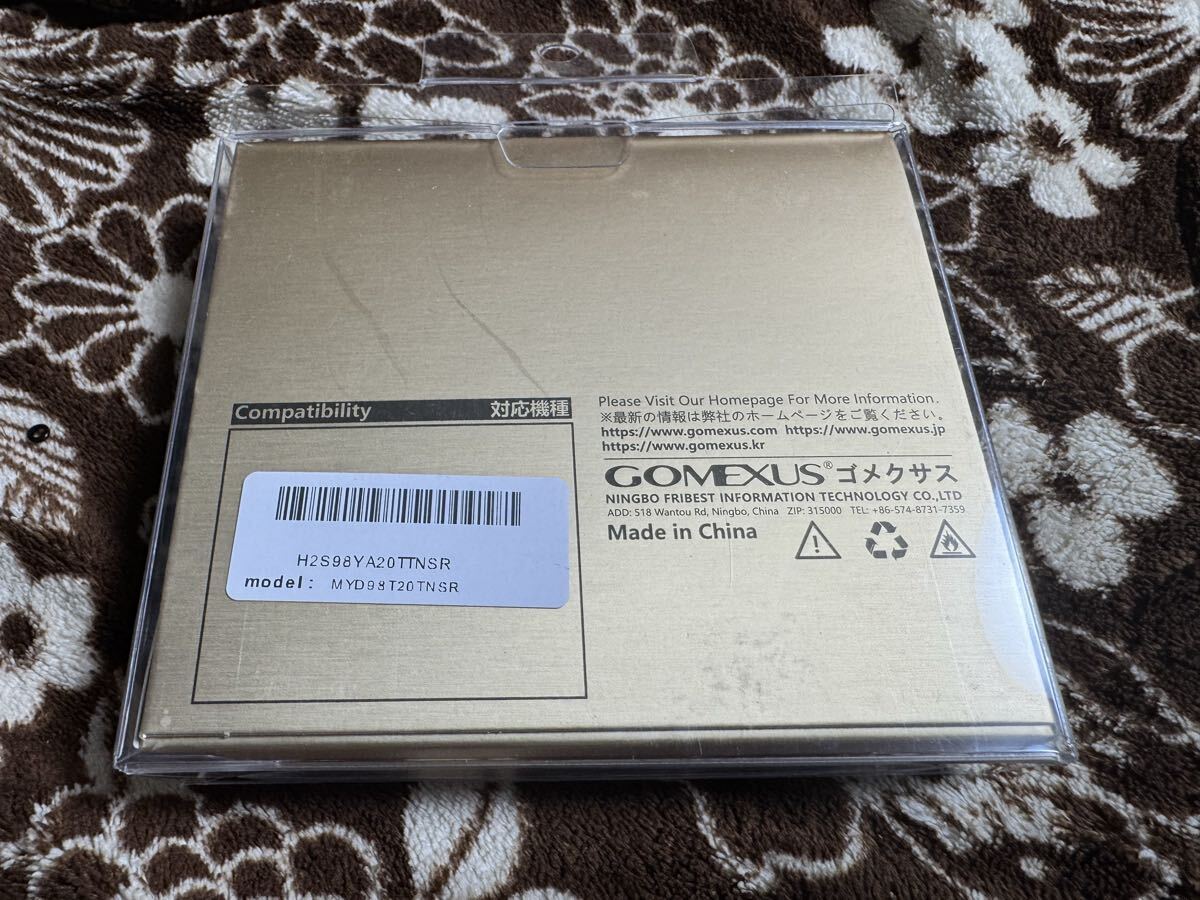 Compatibility 対応機種
H2S98YA20TTNSR
model: MYD98T20TNSR
Please Visit Our Homepage For More Information.
※最新の情報は弊社のホームページをご覧ください。
https://www.gomexus.com https://www.gomexus.jp
https://www.gomexus.kr
GOMEXUS®ゴメクサス
NINGBO FRIBEST INFORMATION TECHNOLOGY CO.,LTD
ADD: 518 Wantou Rd, Ningbo, China ZIP: 315000 TEL: +86-574-8731-7359
Made in China